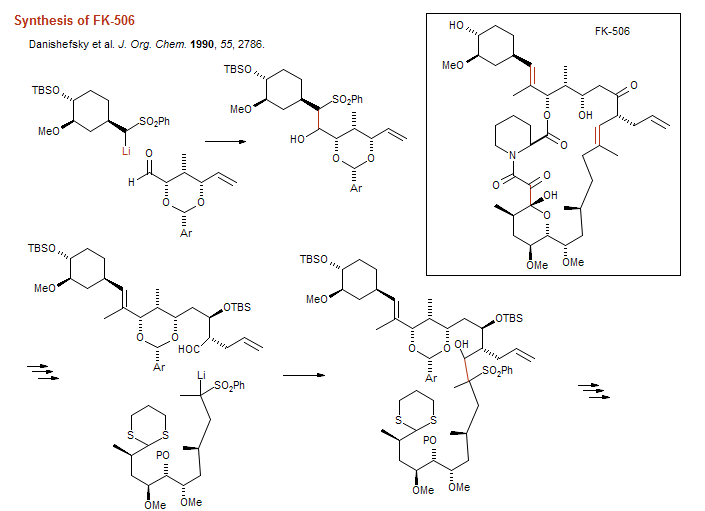 Synthesis of FK-506
Danishefsky et al. J. Org. Chem. 1990, 55, 2786.
FK-506
HO
MeO
O
OH
O
O
N
O
O
OH
O
OMe
OMe
TBSO
MeO
SO2Ph
Li
O
H
O
O
Ar
TBSO
MeO
SO2Ph
HO
O
O
Ar
TBSO
MeO
OTBS
O
O
OHC
Ar
Li
SO2Ph
S
S
PO
OMe
OMe
TBSO
MeO
OTBS
O
O
OH
Ar
SO2Ph
S
S
PO
OMe
OMe